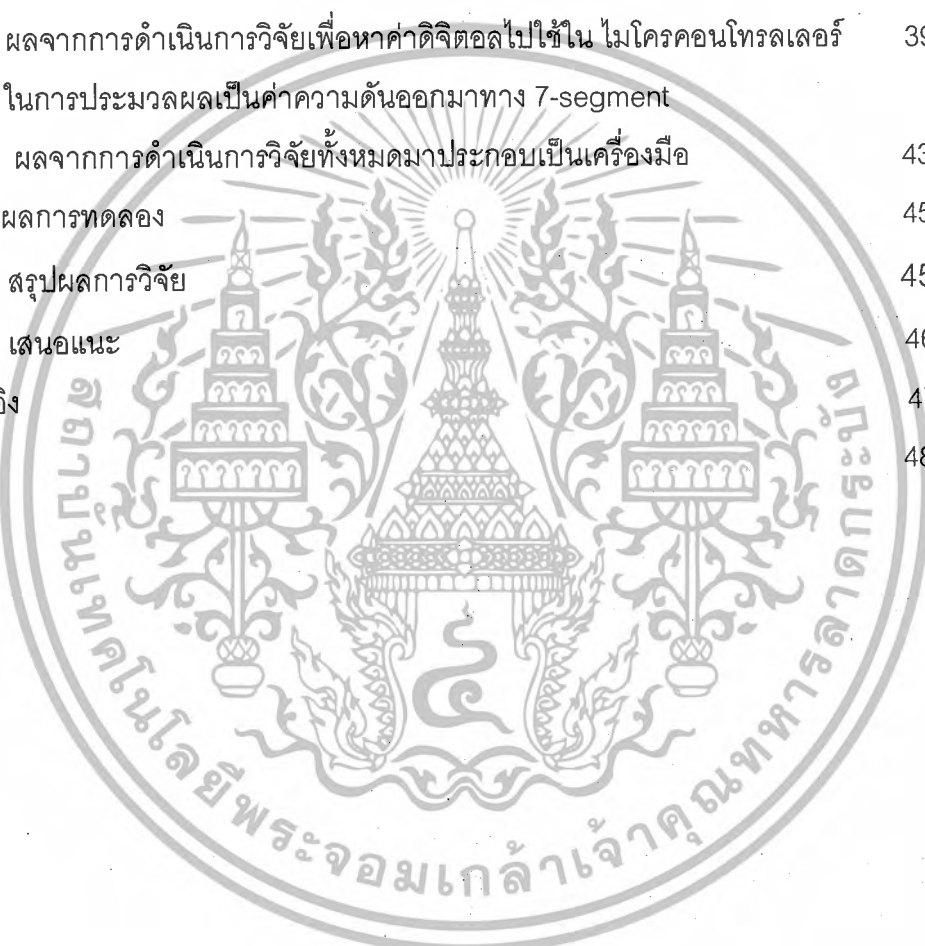 ผลจากการดำเนินการวิจัยเพื่อหาค่าดิจิตอลไปใช้ใน ไมโครคอนโทรลเลอร์ 39
ในการประมวลผลเป็นค่าความดันออกมาทาง 7-segment
ผลจากการดำเนินการวิจัยทั้งหมดมาประกอบเป็นเครื่องมือ 43
ผลการทดลอง 45
สรุปผลการวิจัย 45
เสนอแนะ 46
อิง 4
48
สถาบันเทคโนโลยีพระจอมเกล้าเจ้าคุณทหารลาดกระบัง